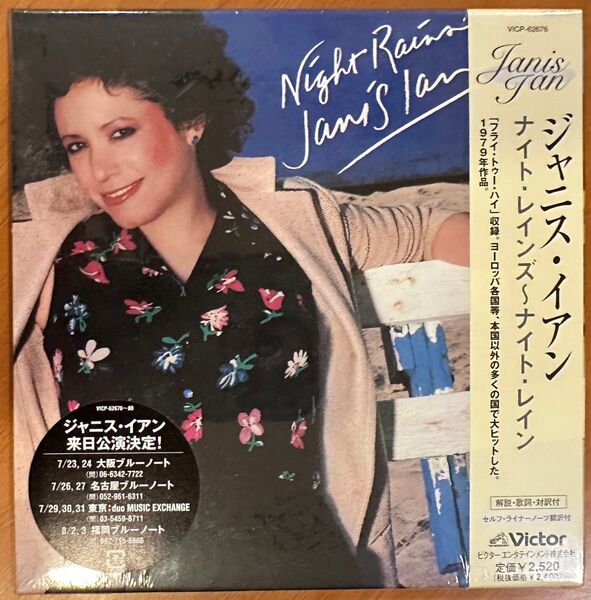 Night Rains
Janis Ian
VICP-62676
Janis
Ian
ジャニス・イアン
ナイト・レインズ～ナイト・レイン
「フライ・トゥー・ハイ」収録。ヨーロッパ各国等、本国以外の多くの国で大ヒットした。
1979年作品。
解説・歌詞・対訳付
セルフ・ライナーノーツ翻訳付
Victor
ビクターエンタテインメント株式会社
定価￥2,520
(税抜価格￥2,400)
VICP-62676~80
ジャニス・イアン
来日公演決定!
7/23,24 大阪ブルーノート
(問) 06-6342-7722
7/26,27 名古屋ブルーノート
(問) 052-961-6311
7/29,30,31 東京:duo MUSIC EXCHANGE
(問) 03-5459-8711
8/2,3 福岡ブルーノート